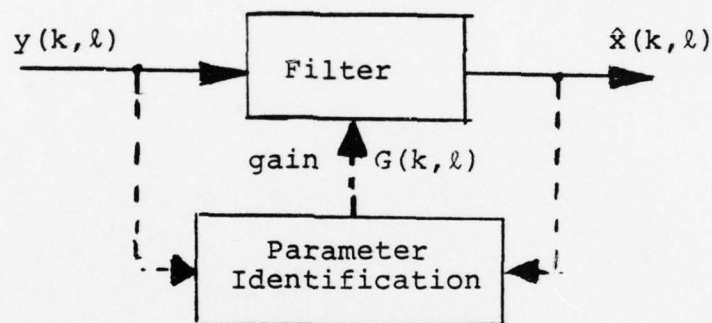 y(k,ℓ)
x̂(k,ℓ)
Filter
gain G(k,ℓ)
Parameter
Identification